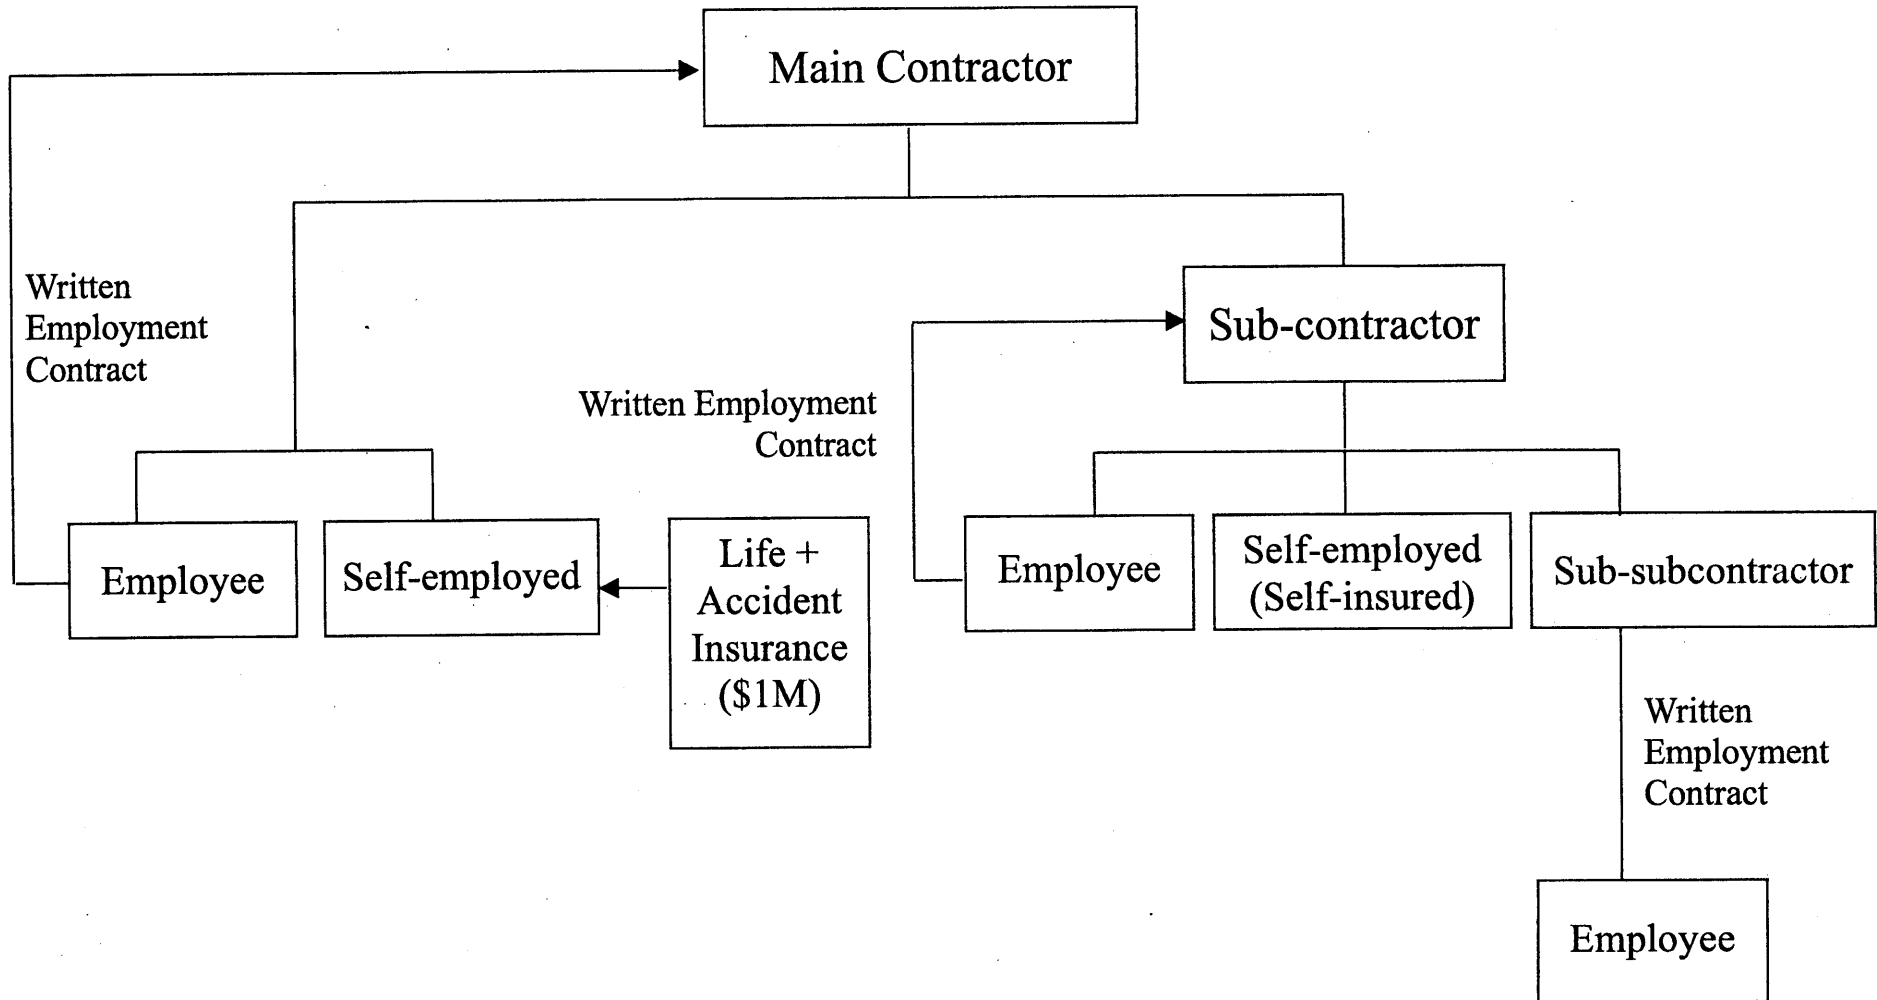 Main Contractor
Written
Employment
Contract
Sub-contractor
Written Employment
Contract
Employee
Self-employed
Life +
Accident
Insurance
($1M)
Employee
Self-employed
(Self-insured)
Sub-subcontractor
Written
Employment
Contract
Employee